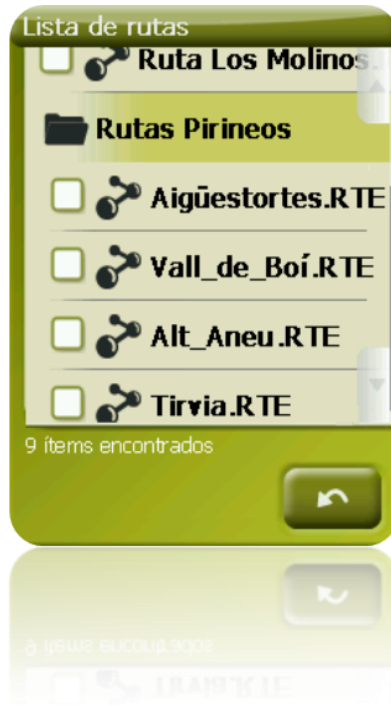 Lista de rutas
Ruta Los Molinos.
Rutas Pirineos
Aigüestortes.RTE
Vall_de_Boí.RTE
Alt_Aneu.RTE
Tirvia.RTE
9 ítems encontrados